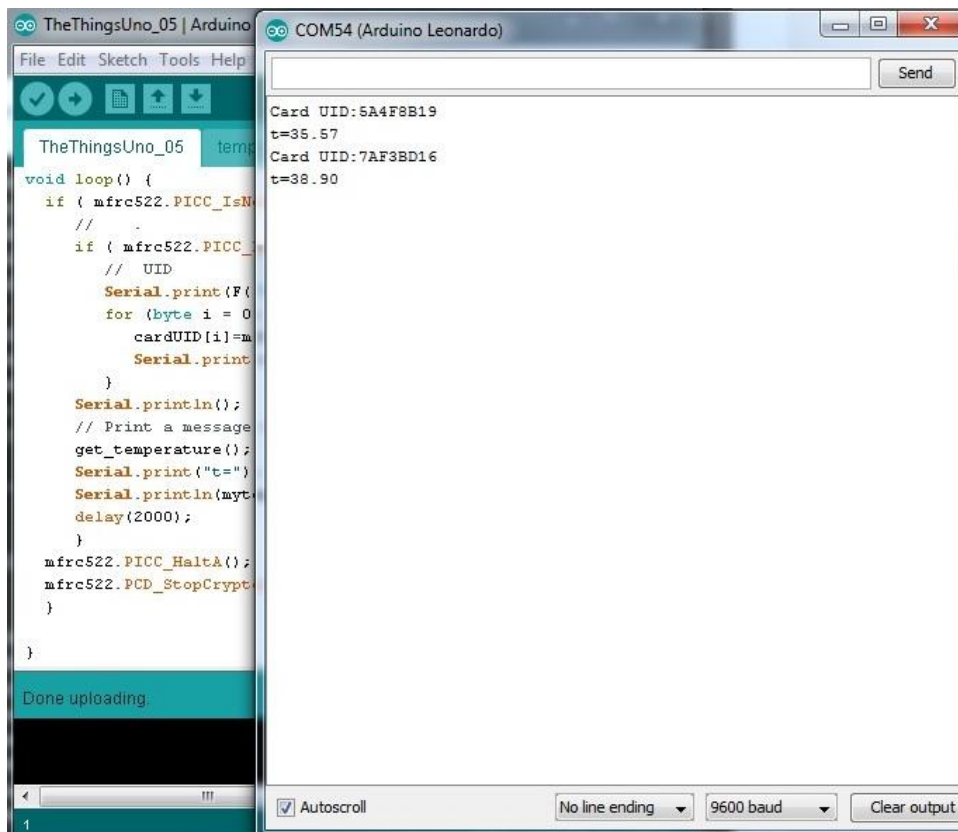 TheThingsUno_05 | Arduino
File Edit Sketch Tools Help
TheThingsUno_05 temp
void loop() {
if ( mfrc522.PICC_IsN
// .
if ( mfrc522.PICC_
// UID
Serial.print(F(
for (byte i = 0
cardUID[i]=m
Serial.print
}
Serial.println();
// Print a message
get_temperature();
Serial.print("t=")
Serial.println(myt
delay(2000);
}
mfrc522.PICC_HaltA();
mfrc522.PCD_StopCrypt
}
}
Done uploading.
1
COM54 (Arduino Leonardo)
Send
Card UID:5A4F8B19
t=35.57
Card UID:7AF3BD16
t=38.90
Autoscroll
No line ending
9600 baud
Clear output